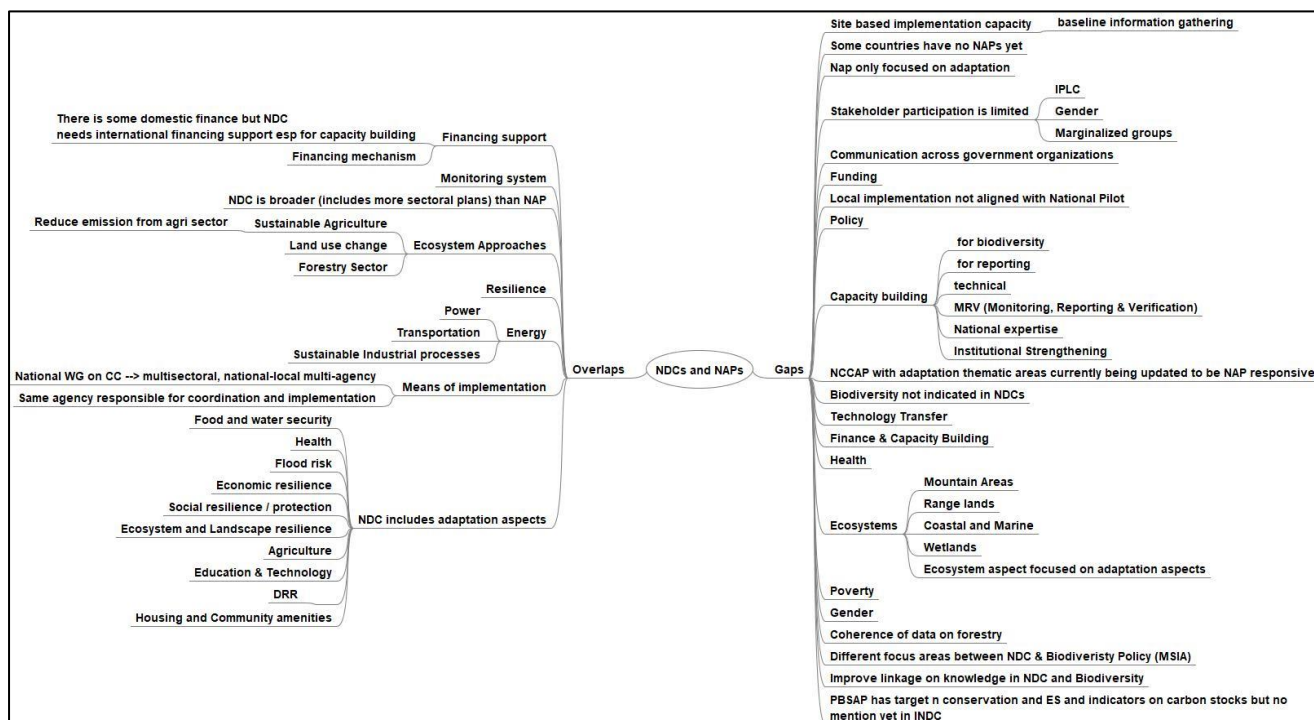 NDCs and NAPs
Overlaps
Financing support
There is some domestic finance but NDC
needs international financing support esp for capacity building
Financing mechanism
Monitoring system
NDC is broader (includes more sectoral plans) than NAP
Ecosystem Approaches
Sustainable Agriculture
Reduce emission from agri sector
Land use change
Forestry Sector
Resilience
Energy
Power
Transportation
Sustainable Industrial processes
Means of implementation
National WG on CC --> multisectoral, national-local multi-agency
Same agency responsible for coordination and implementation
NDC includes adaptation aspects
Food and water security
Health
Flood risk
Economic resilience
Social resilience / protection
Ecosystem and Landscape resilience
Agriculture
Education & Technology
DRR
Housing and Community amenities
Gaps
Site based implementation capacity
baseline information gathering
Some countries have no NAPs yet
Nap only focused on adaptation
Stakeholder participation is limited
IPLC
Gender
Marginalized groups
Communication across government organizations
Funding
Local implementation not aligned with National Pilot
Policy
Capacity building
for biodiversity
for reporting
technical
MRV (Monitoring, Reporting & Verification)
National expertise
Institutional Strengthening
NCCAP with adaptation thematic areas currently being updated to be NAP responsive
Biodiversity not indicated in NDCs
Technology Transfer
Finance & Capacity Building
Health
Ecosystems
Mountain Areas
Range lands
Coastal and Marine
Wetlands
Ecosystem aspect focused on adaptation aspects
Poverty
Gender
Coherence of data on forestry
Different focus areas between NDC & Biodiveristy Policy (MSIA)
Improve linkage on knowledge in NDC and Biodiversity
PBSAP has target n conservation and ES and indicators on carbon stocks but no
mention yet in INDC